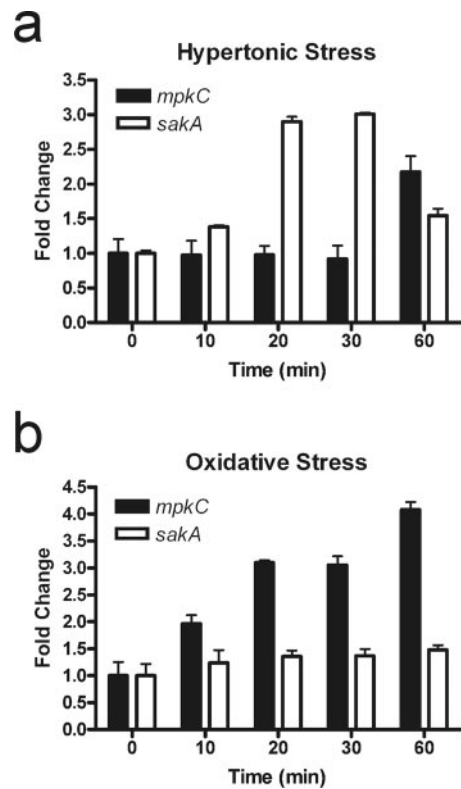 a
Hypertonic Stress
mpkC
sakA
3.5
3.0
2.5
2.0
1.5
1.0
0.5
0.0
Fold Change
0 10 20 30 60
Time (min)
b
Oxidative Stress
mpkC
sakA
4.5
4.0
3.5
3.0
2.5
2.0
1.5
1.0
0.5
0.0
Fold Change
0 10 20 30 60
Time (min)